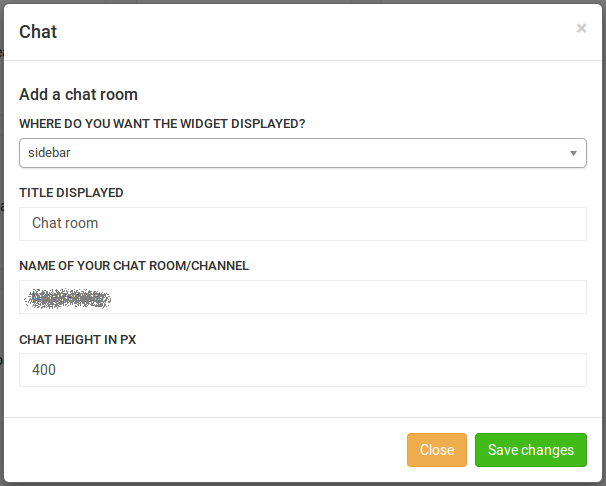 Chat
×
Add a chat room
WHERE DO YOU WANT THE WIDGET DISPLAYED?
sidebar
TITLE DISPLAYED
Chat room
NAME OF YOUR CHAT ROOM/CHANNEL
CHAT HEIGHT IN PX
400
Close Save changes